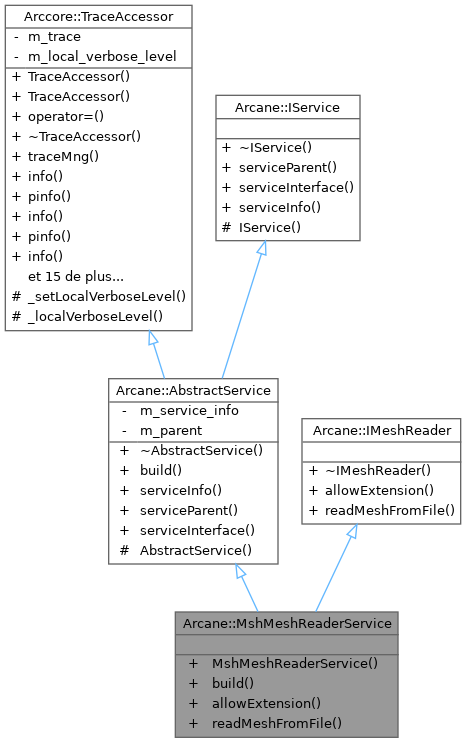 Arccore::TraceAccessor
- m_trace
- m_local_verbose_level
+ TraceAccessor()
+ TraceAccessor()
+ operator=()
+ ~TraceAccessor()
+ traceMng()
+ info()
+ pinfo()
+ info()
+ pinfo()
+ info()
et 15 de plus...
# _setLocalVerboseLevel()
# _localVerboseLevel()
Arcane::IService
+ ~IService()
+ serviceParent()
+ serviceInterface()
+ serviceInfo()
# IService()
Arcane::AbstractService
- m_service_info
- m_parent
+ ~AbstractService()
+ build()
+ serviceInfo()
+ serviceParent()
+ serviceInterface()
# AbstractService()
Arcane::IMeshReader
+ ~IMeshReader()
+ allowExtension()
+ readMeshFromFile()
Arcane::MshMeshReaderService
+ MshMeshReaderService()
+ build()
+ allowExtension()
+ readMeshFromFile()